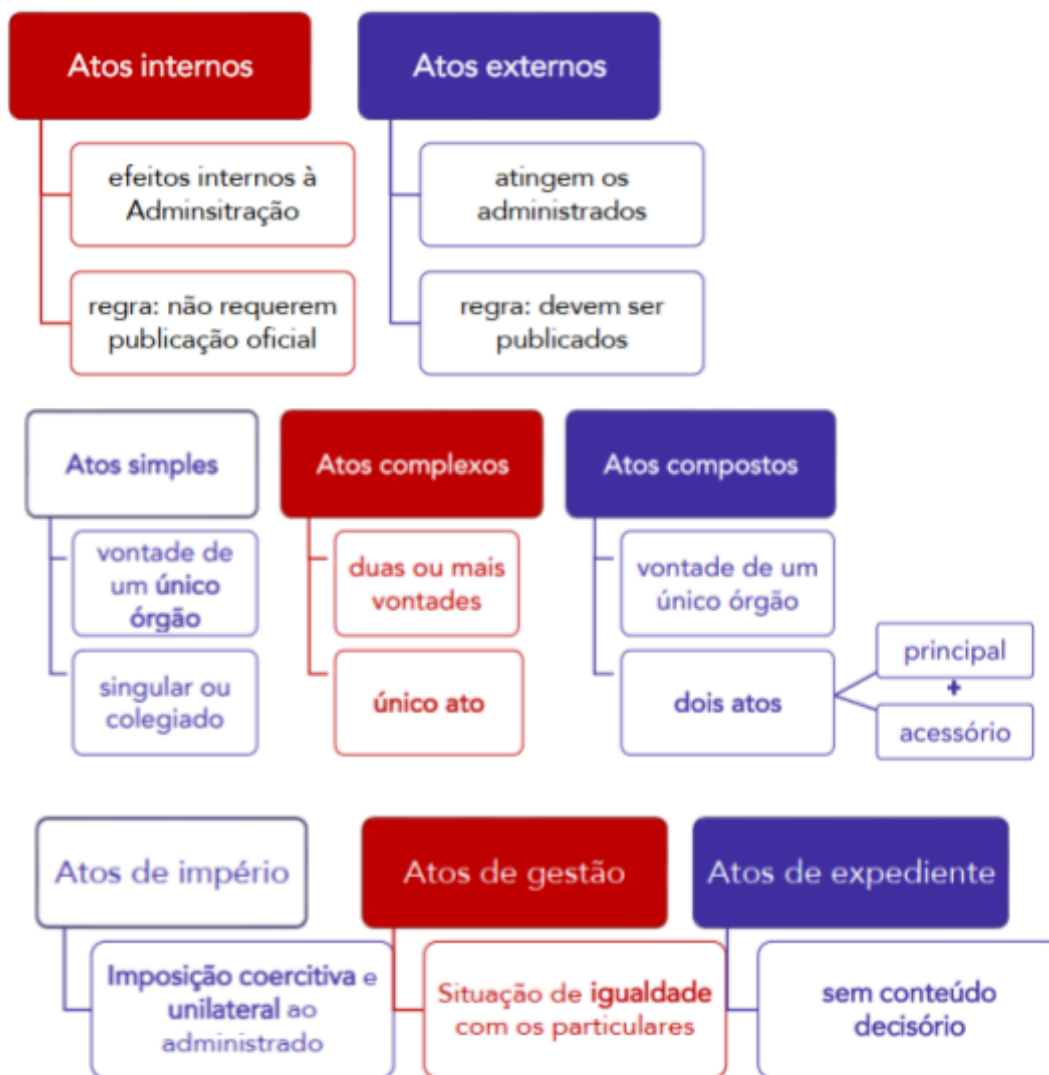 Atos internos
efeitos internos à
Adminsitração
regra: não requerem
publicação oficial
Atos externos
atingem os
administrados
regra: devem ser
publicados
Atos simples
vontade de
um único
órgão
singular ou
colegiado
Atos complexos
duas ou mais
vontades
único ato
Atos compostos
vontade de um
único órgão
dois atos
principal
+
acessório
Atos de império
Imposição coercitiva e
unilateral ao
administrado
Atos de gestão
Situação de igualdade
com os particulares
Atos de expediente
sem conteúdo
decisório